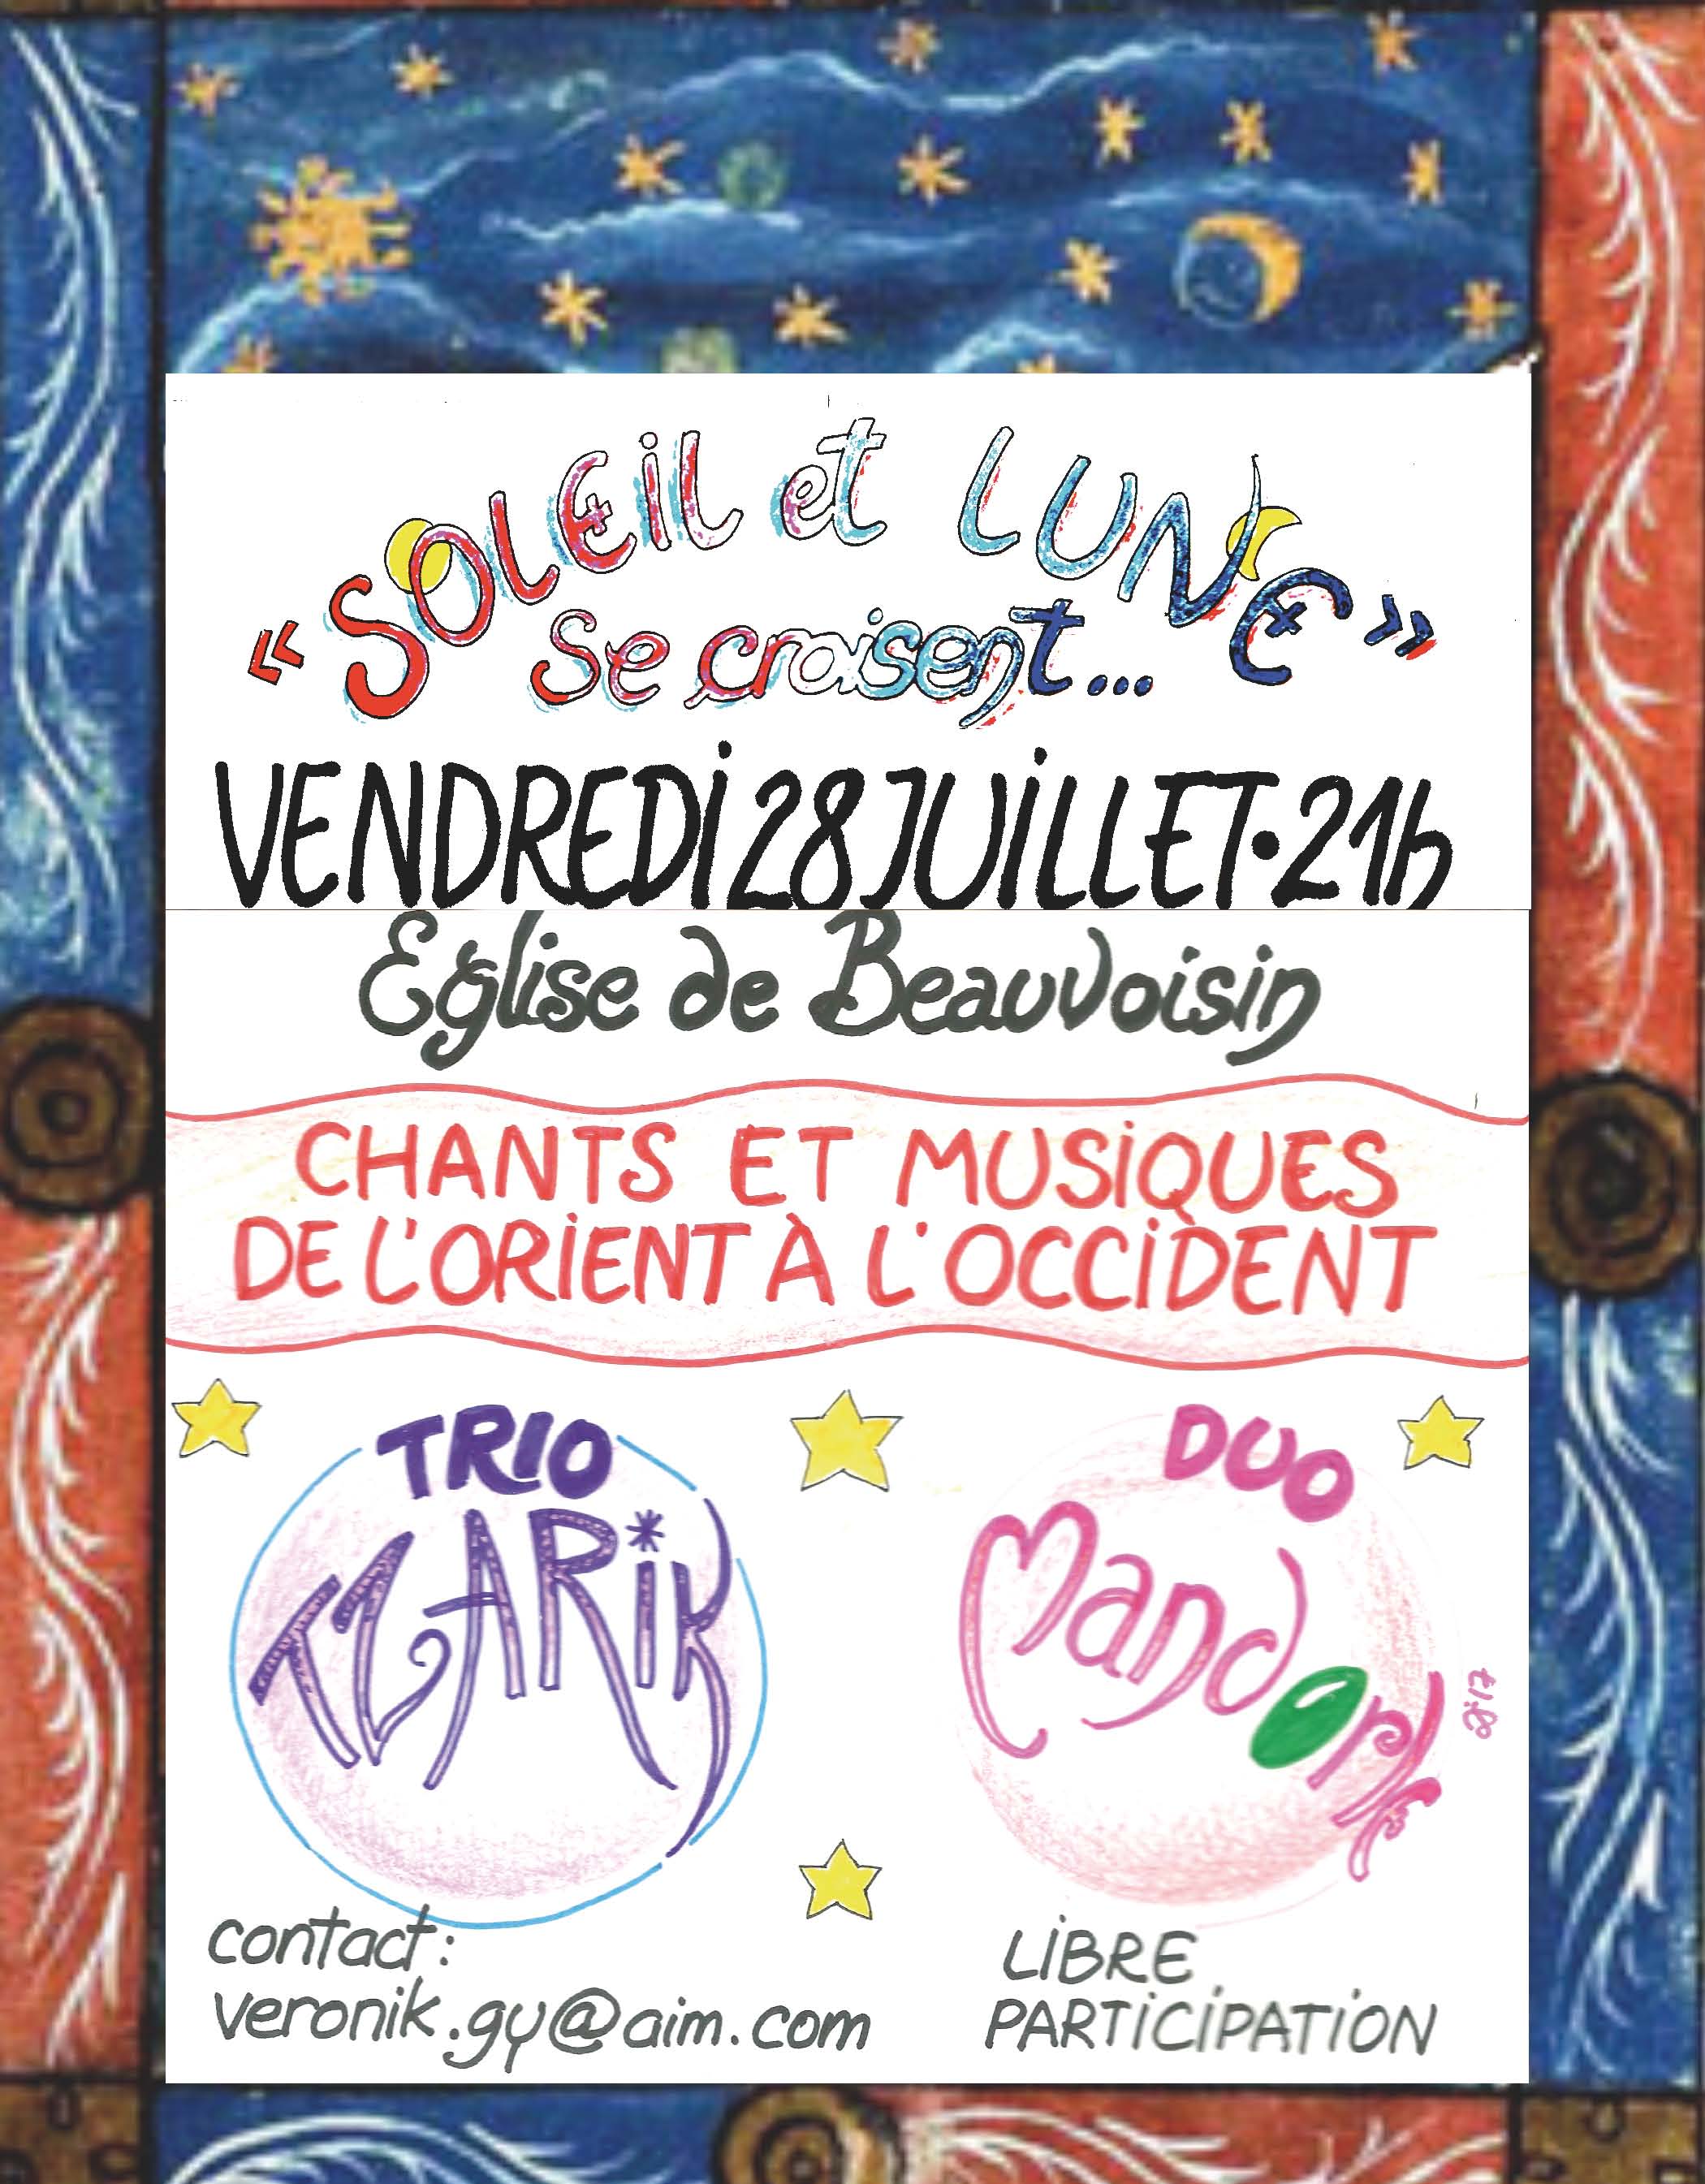 « SOLEIL et LUNE »
se croisent...
VENDREDI 28 JUILLET • 21h
Eglise de Beauvoisin
CHANTS ET MUSIQUES
DE L'ORIENT À L'OCCIDENT
TRIO
TZARIK
DUO
Mandorle
contact:
veronik.gy@aim.com
LIBRE
PARTICIPATION